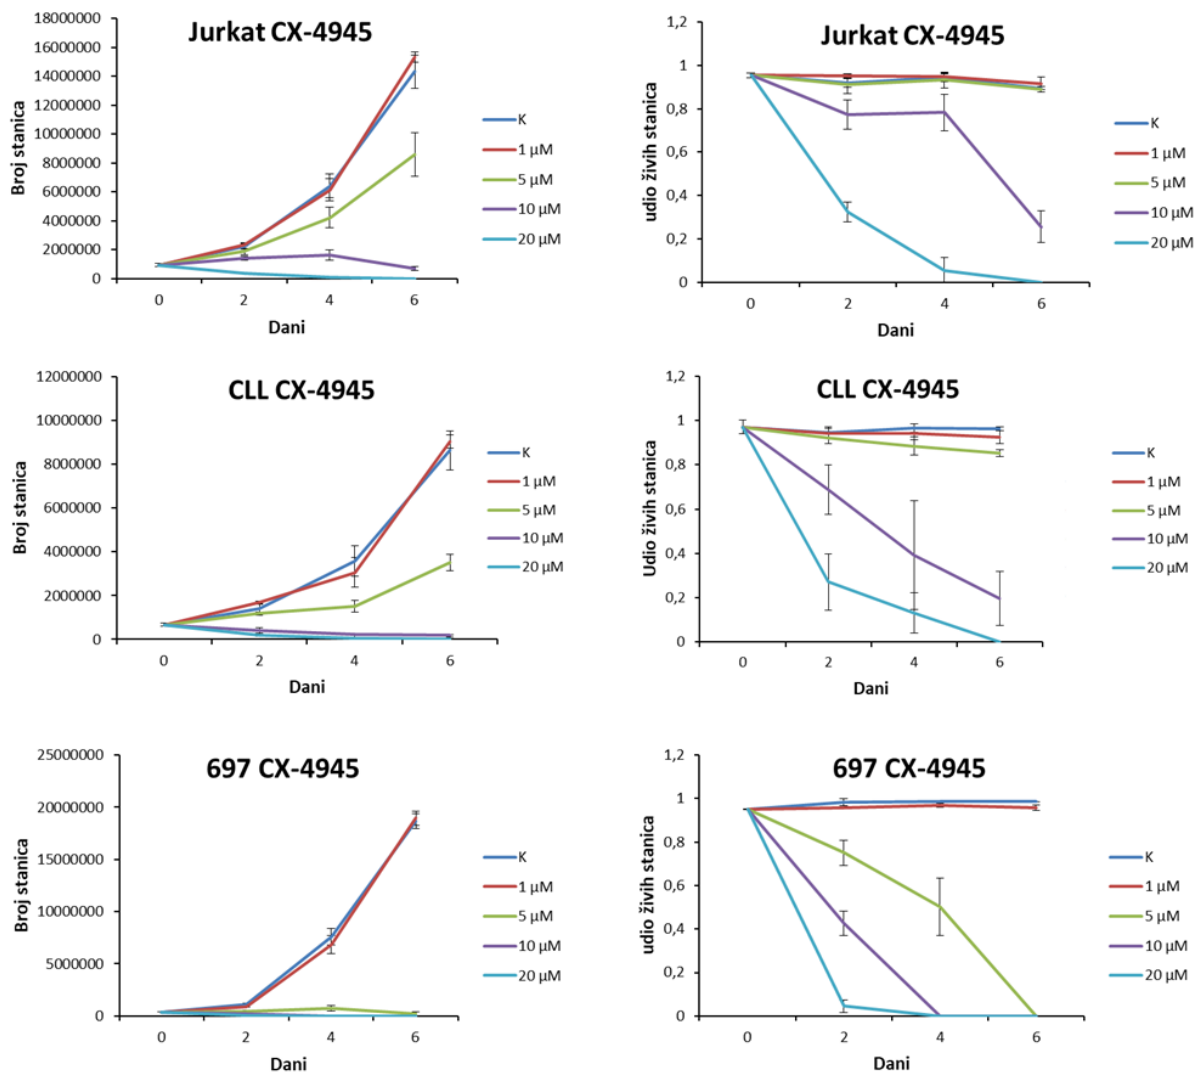 Jurkat CX-4945
Broj stanica
18000000
16000000
14000000
12000000
10000000
8000000
6000000
4000000
2000000
0
0 2 4 6
Dani
K
1 µM
5 µM
10 µM
20 µM
Jurkat CX-4945
udio živih stanica
1,2
1
0,8
0,6
0,4
0,2
0
0 2 4 6
Dani
K
1 µM
5 µM
10 µM
20 µM
CLL CX-4945
Broj stanica
12000000
10000000
8000000
6000000
4000000
2000000
0
0 2 4 6
Dani
K
1 µM
5 µM
10 µM
20 µM
CLL CX-4945
Udio živih stanica
1,2
1
0,8
0,6
0,4
0,2
0
0 2 4 6
Dani
K
1 µM
5 µM
10 µM
20 µM
697 CX-4945
Broj stanica
25000000
20000000
15000000
10000000
5000000
0
0 2 4 6
Dani
K
1 µM
5 µM
10 µM
20 µM
697 CX-4945
udio živih stanica
1,2
1
0,8
0,6
0,4
0,2
0
0 2 4 6
Dani
K
1 µM
5 µM
10 µM
20 µM